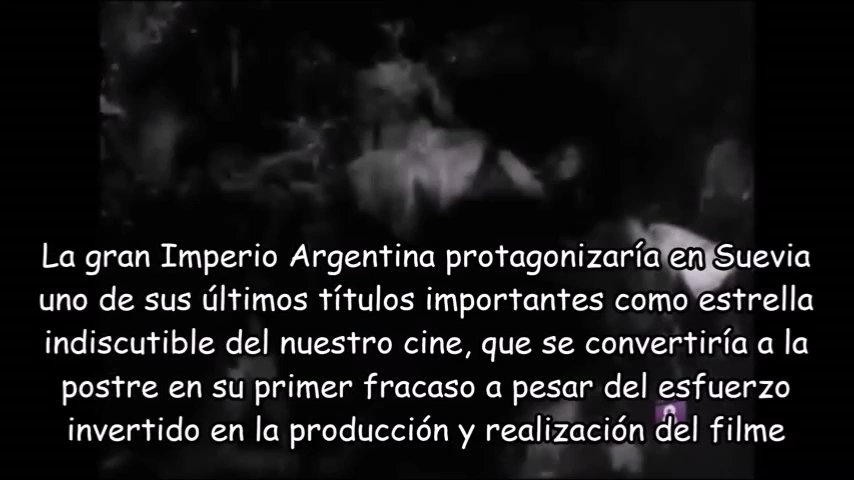 La gran Imperio Argentina protagonizaría en Suevia
uno de sus últimos títulos importantes como estrella
indiscutible del nuestro cine, que se convertiría a la
postre en su primer fracaso a pesar del esfuerzo
invertido en la producción y realización del filme